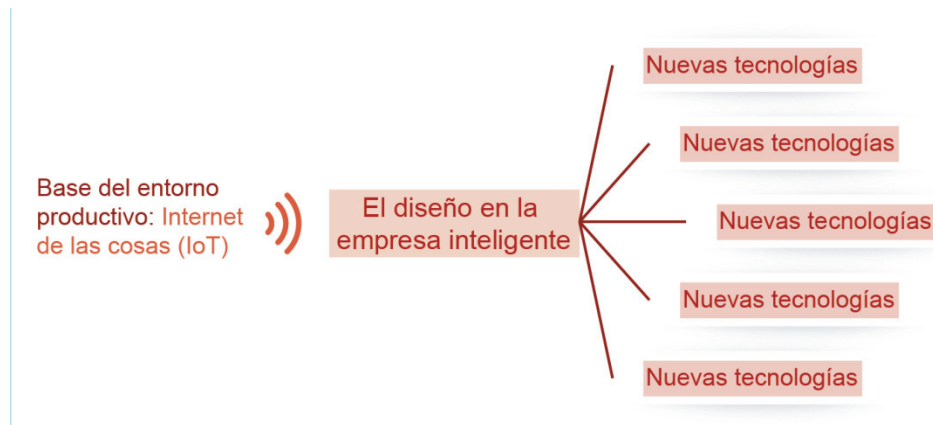 Base del entorno
productivo: Internet
de las cosas (IoT)
El diseño en la
empresa inteligente
Nuevas tecnologías
Nuevas tecnologías
Nuevas tecnologías
Nuevas tecnologías
Nuevas tecnologías